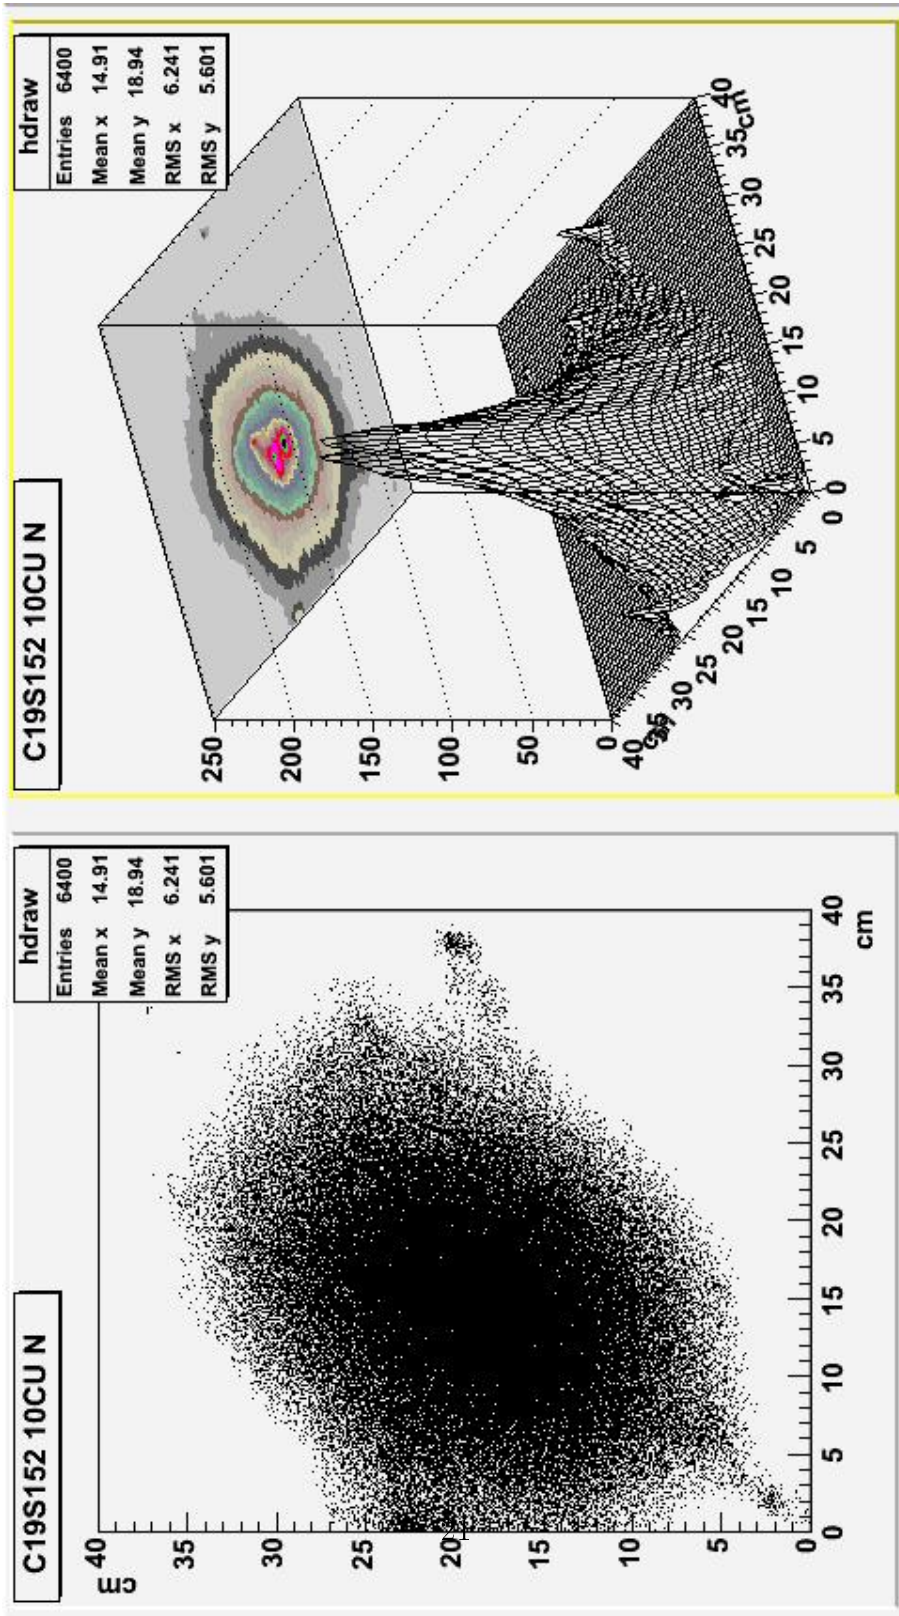 C19S152 10CU N
hdraw
Entries 6400
Mean x 14.91
Mean y 18.94
RMS x 6.241
RMS y 5.601
cm
40
35
30
25
20
15
10
5
0
0 5 10 15 20 25 30 35 40
cm
21
C19S152 10CU N
hdraw
Entries 6400
Mean x 14.91
Mean y 18.94
RMS x 6.241
RMS y 5.601
250
200
150
100
50
0
40 35 30 25 20 15 10 5 0
cm
0 5 10 15 20 25 30 35 40
cm